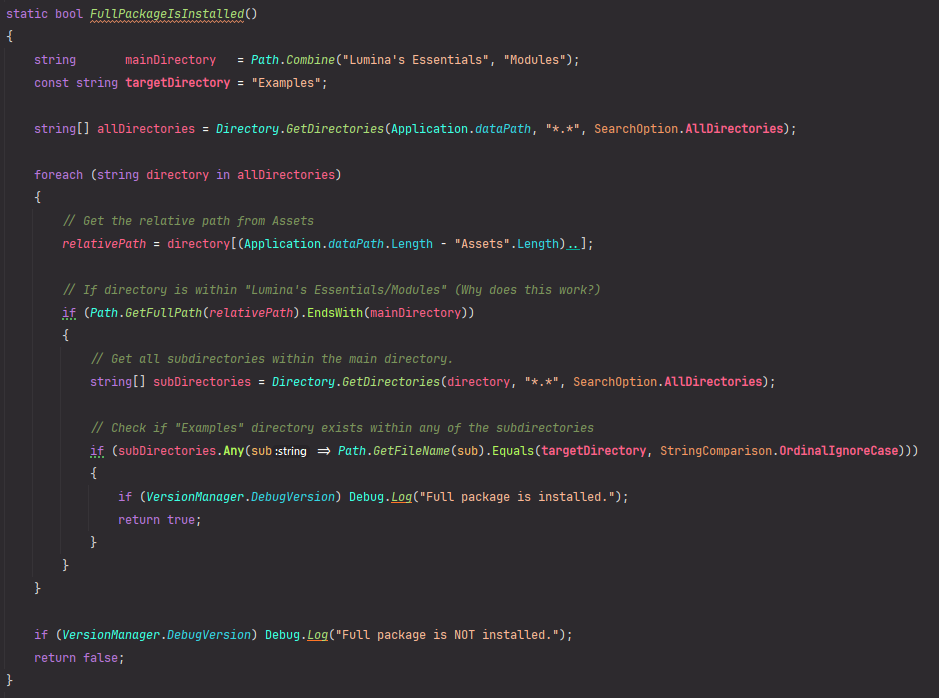 static bool FullPackageIsInstalled()
{
    string       mainDirectory   = Path.Combine("Lumina's Essentials", "Modules");
    const string targetDirectory = "Examples";

    string[] allDirectories = Directory.GetDirectories(Application.dataPath, "*.*", SearchOption.AllDirectories);

    foreach (string directory in allDirectories)
    {
        // Get the relative path from Assets
        relativePath = directory[(Application.dataPath.Length - "Assets".Length)..];

        // If directory is within "Lumina's Essentials/Modules" (Why does this work?)
        if (Path.GetFullPath(relativePath).EndsWith(mainDirectory))
        {
            // Get all subdirectories within the main directory.
            string[] subDirectories = Directory.GetDirectories(directory, "*.*", SearchOption.AllDirectories);

            // Check if "Examples" directory exists within any of the subdirectories
            if (subDirectories.Any(sub :string => Path.GetFileName(sub).Equals(targetDirectory, StringComparison.OrdinalIgnoreCase)))
            {
                if (VersionManager.DebugVersion) Debug.Log("Full package is installed.");
                return true;
            }
        }
    }

    if (VersionManager.DebugVersion) Debug.Log("Full package is NOT installed.");
    return false;
}